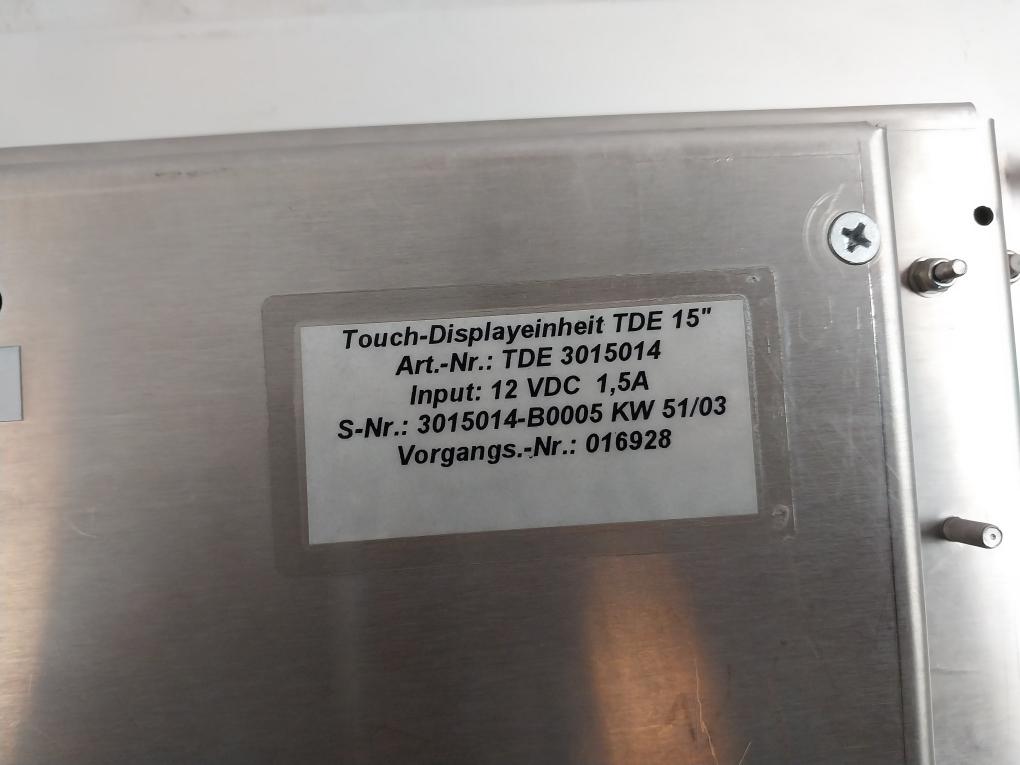 Touch-Displayeinheit TDE 15"
Art.-Nr.: TDE 3015014
Input: 12 VDC 1,5A
S-Nr.: 3015014-B0005 KW 51/03
Vorgangs.-Nr.: 016928